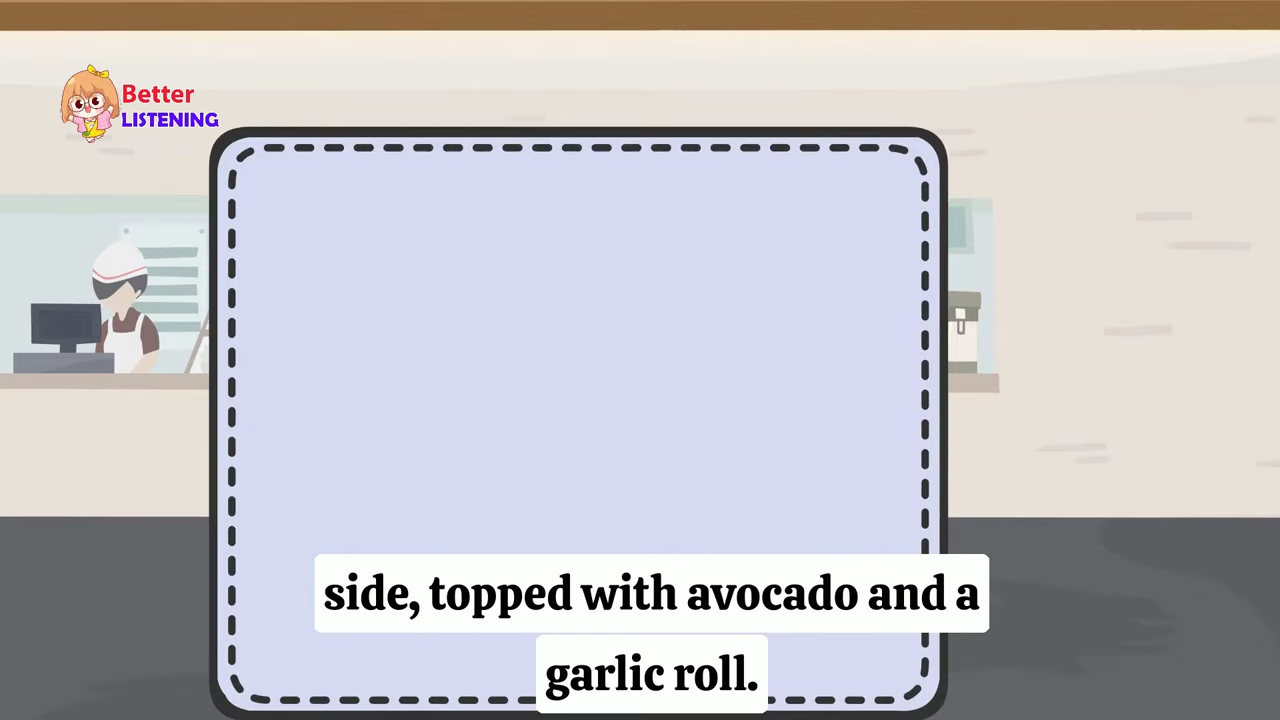 Better
LISTENING
side, topped with avocado and a
garlic roll.